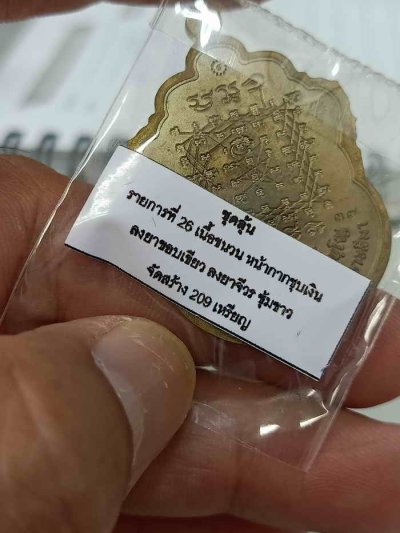 ชุดลุ้น
รายการที่ 26 เนื้อชนวน หน้ากากชุบเงิน
ลงยาขอบเขียว ลงยาจีวร ซุ้มขาว
จัดสร้าง 209 เหรียญ